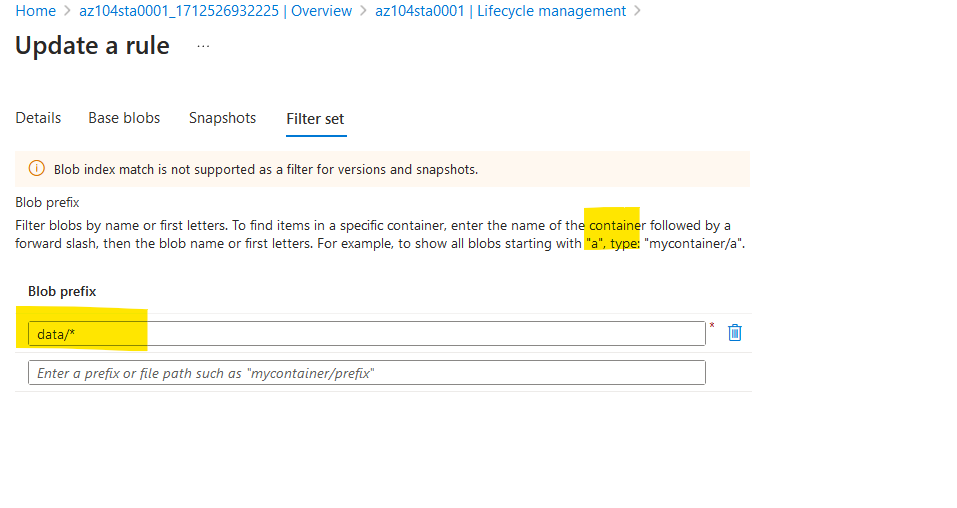 Home > az104sta0001_1712526932225 | Overview > az104sta0001 | Lifecycle management >
Update a rule ...
Details Base blobs Snapshots Filter set
Blob index match is not supported as a filter for versions and snapshots.
Blob prefix
Filter blobs by name or first letters. To find items in a specific container, enter the name of the container followed by a
forward slash, then the blob name or first letters. For example, to show all blobs starting with "a", type: "mycontainer/a".
Blob prefix
data/* *
Enter a prefix or file path such as "mycontainer/prefix"